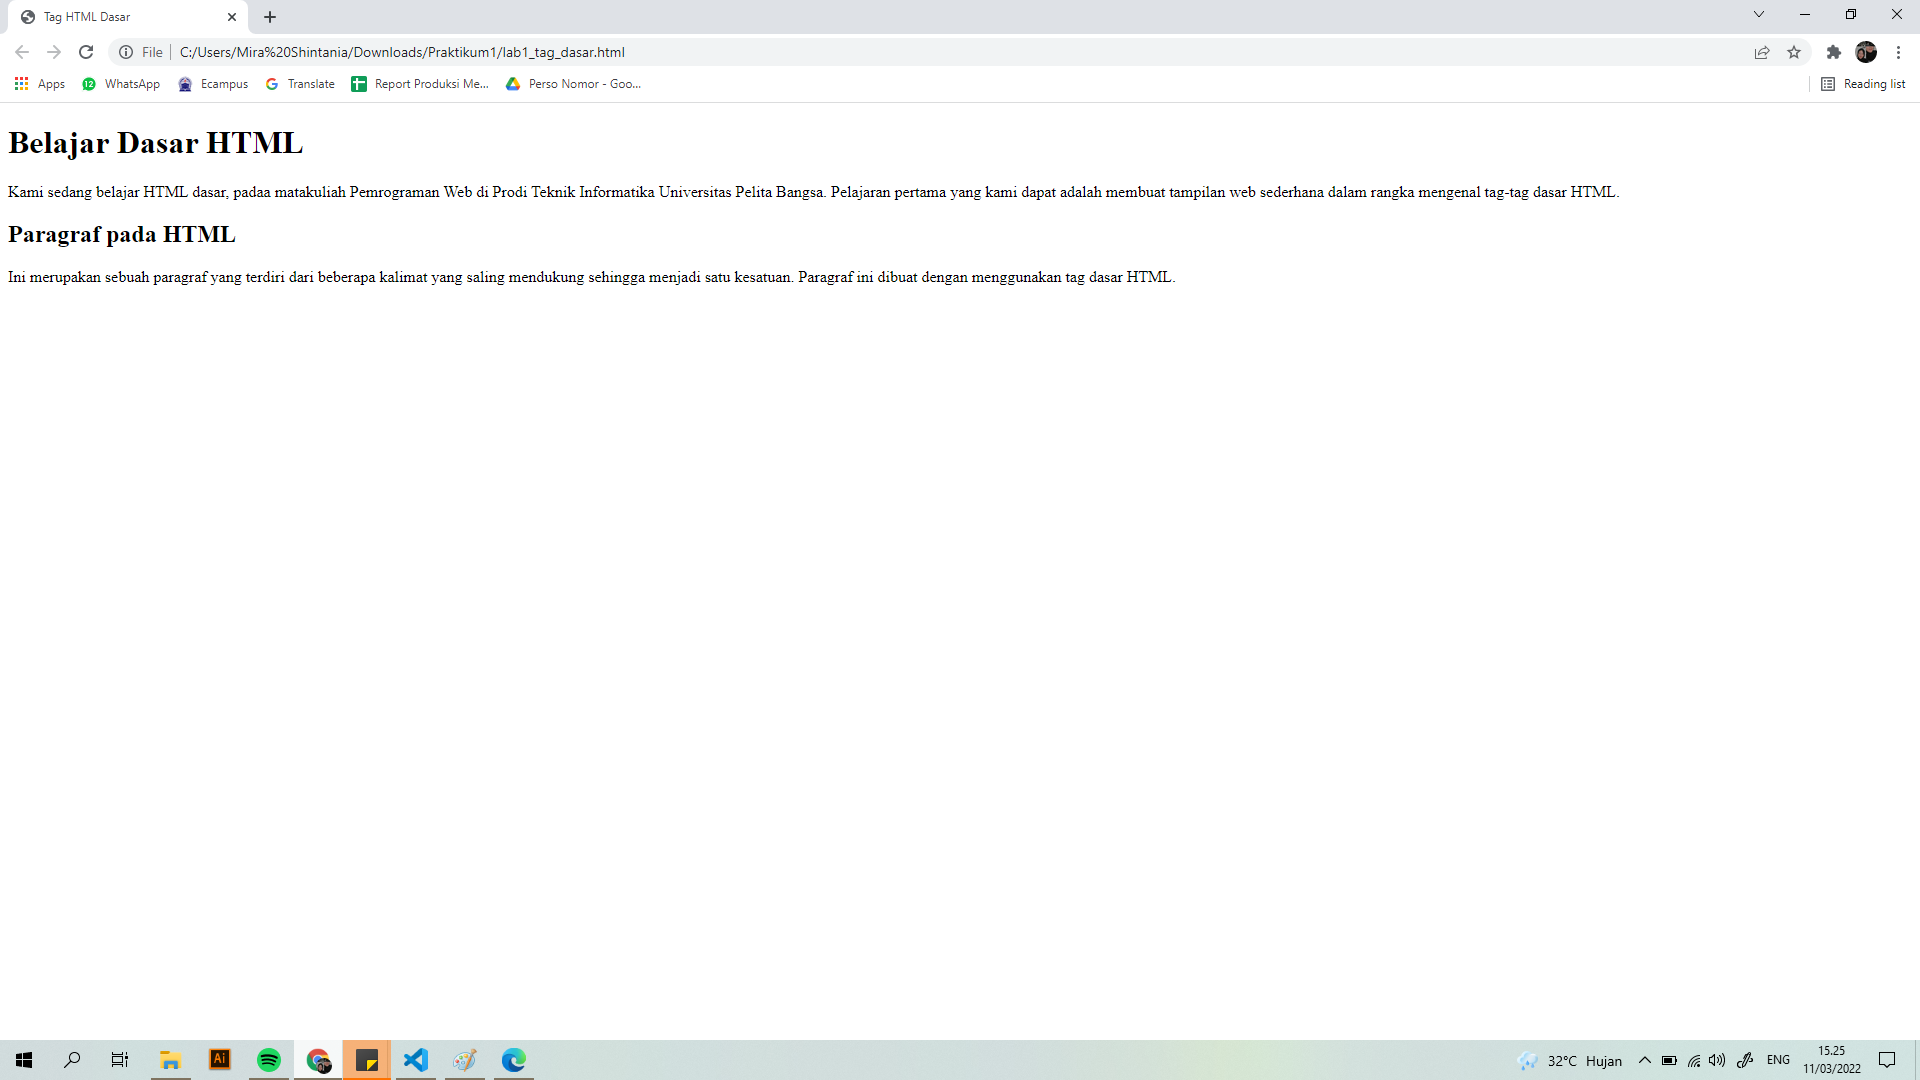 Tag HTML Dasar
File
C:/Users/Mira%20Shintania/Downloads/Praktikum1/lab1_tag_dasar.html
Apps
12
WhatsApp
Ecampus
Translate
Report Produksi Me...
Perso Nomor - Goo...
Reading list
Belajar Dasar HTML
Kami sedang belajar HTML dasar, padaa matakuliah Pemrograman Web di Prodi Teknik Informatika Universitas Pelita Bangsa. Pelajaran pertama yang kami dapat adalah membuat tampilan web sederhana dalam rangka mengenal tag-tag dasar HTML.
Paragraf pada HTML
Ini merupakan sebuah paragraf yang terdiri dari beberapa kalimat yang saling mendukung sehingga menjadi satu kesatuan. Paragraf ini dibuat dengan menggunakan tag dasar HTML.
Ai
32°C Hujan
ENG
15.25
11/03/2022